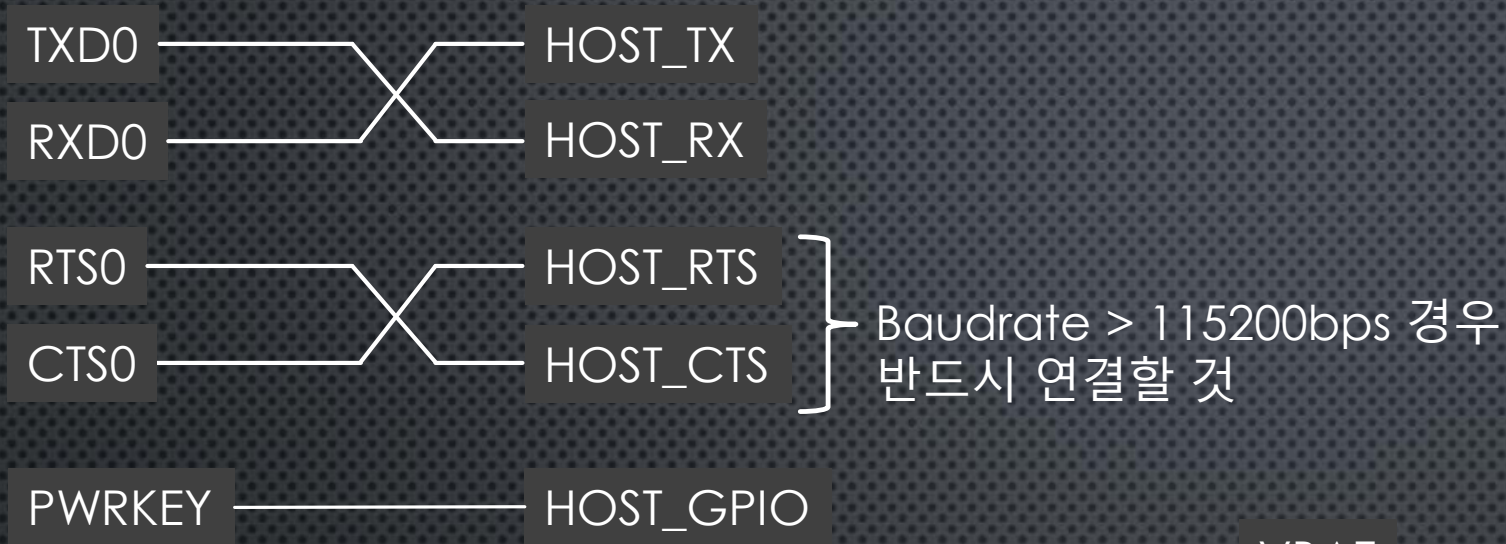 TXD0
HOST_TX
RXD0
HOST_RX
RTS0
HOST_RTS
CTS0
HOST_CTS
Baudrate > 115200bps 경우
반드시 연결할 것
PWRKEY
HOST_GPIO